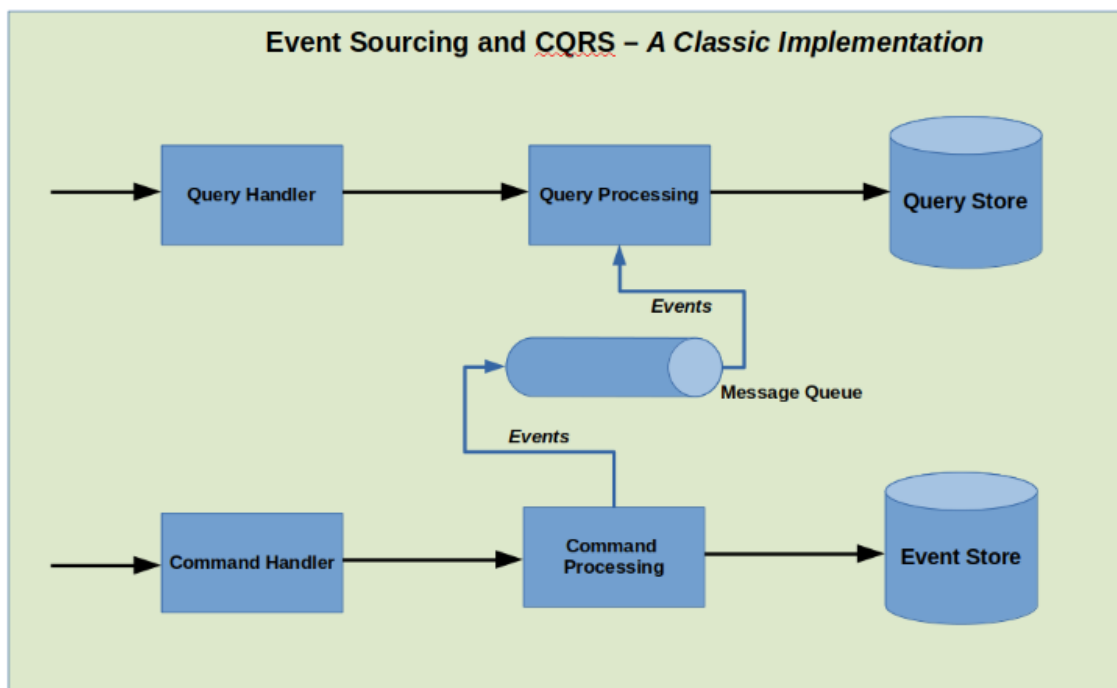 Event Sourcing and CQRS – A Classic Implementation
Query Handler
Query Processing
Query Store
Events
Message Queue
Events
Command Handler
Command
Processing
Event Store